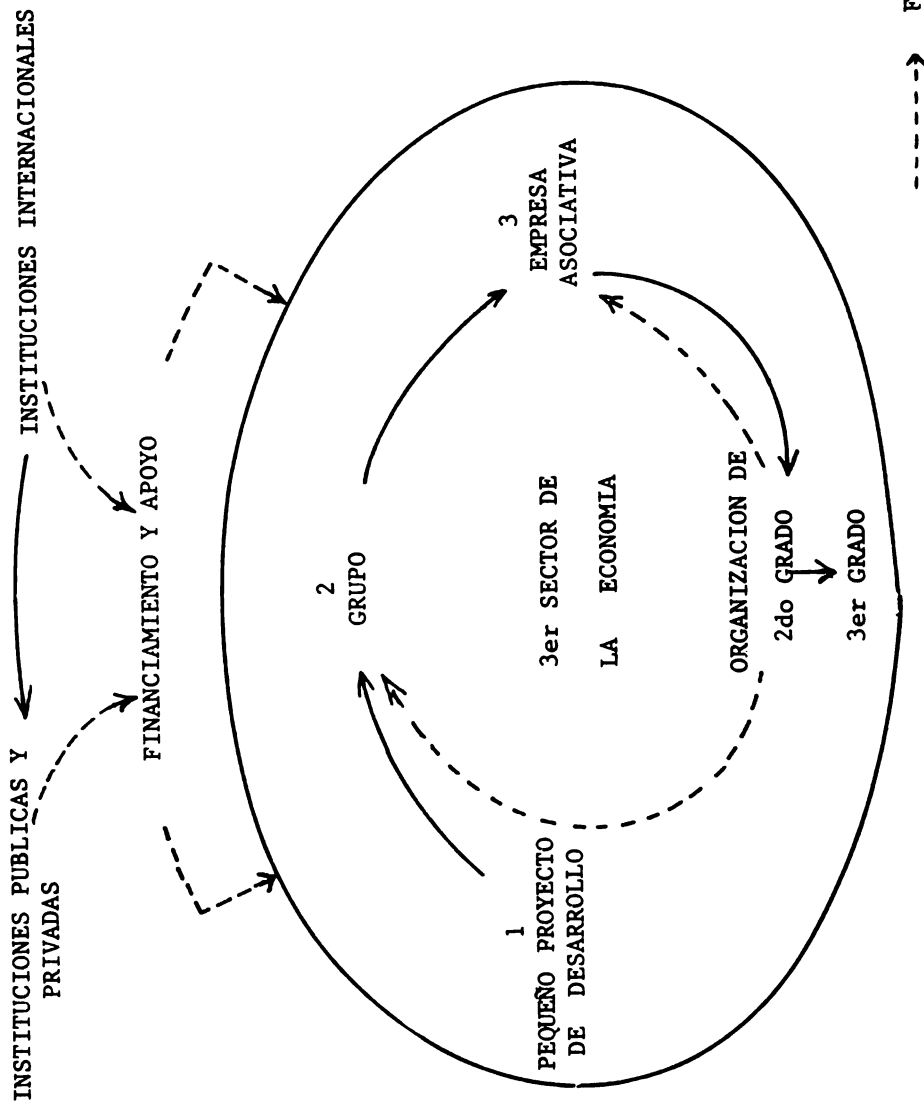 INSTITUCIONES PUBLICAS Y
PRIVADAS
INSTITUCIONES INTERNACIONALES
FINANCIAMIENTO Y APOYO
2
GRUPO
1
PEQUEÑO PROYECTO
DE DESARROLLO
3er SECTOR DE
LA ECONOMIA
3
EMPRESA
ASOCIATIVA
ORGANIZACION DE
2do GRADO
3er GRADO